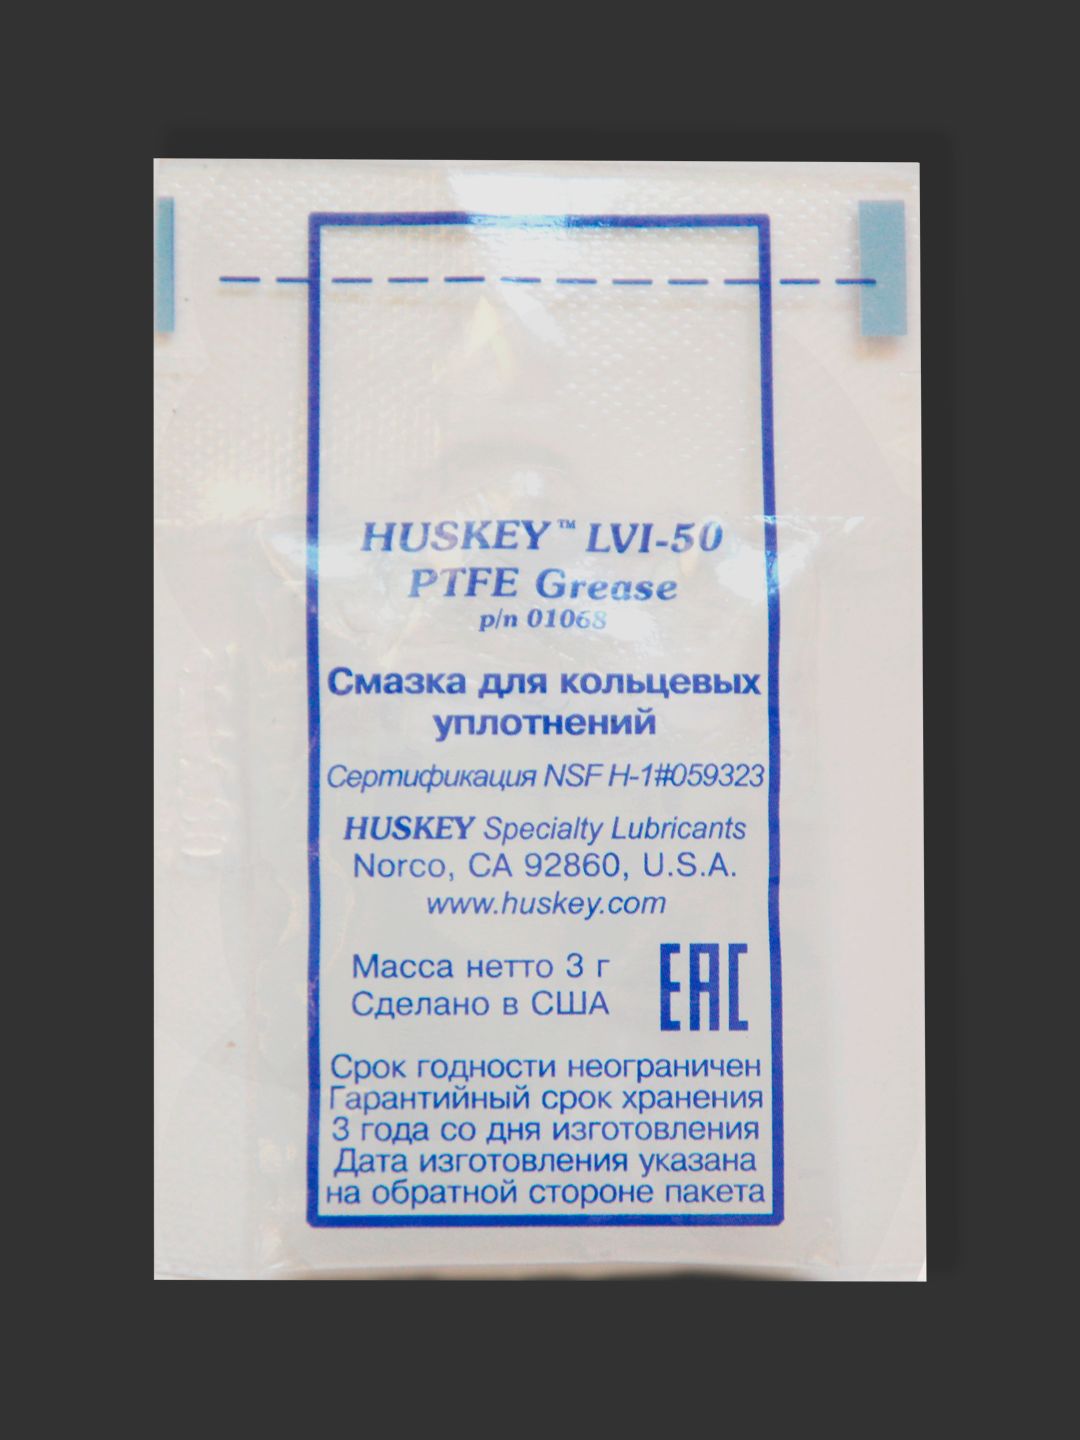 HUSKEY™ LVI-50
PTFE Grease
p/n 01068
Смазка для кольцевых
уплотнений
Сертификация NSF H-1#059323
HUSKEY Specialty Lubricants
Norco, CA 92860, U.S.A.
www.huskey.com
Масса нетто 3 г
Сделано в США
EAC
Срок годности неограничен
Гарантийный срок хранения
3 года со дня изготовления
Дата изготовления указана
на обратной стороне пакета